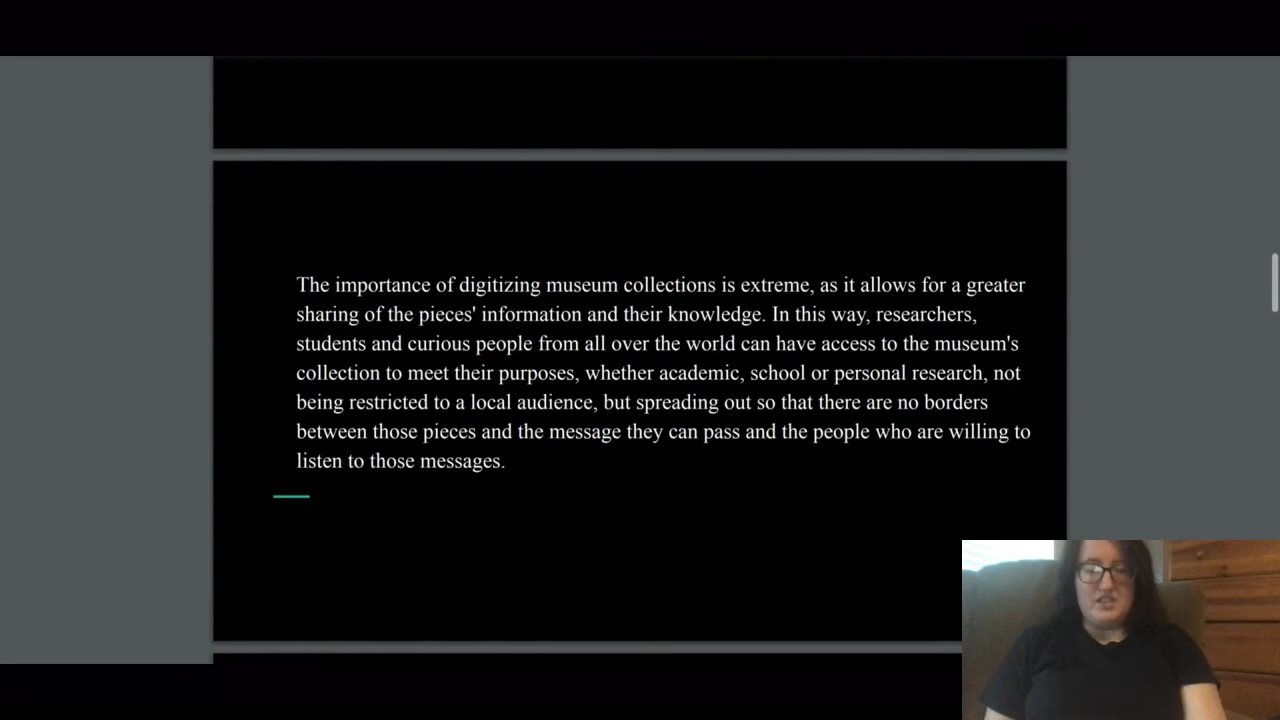 The importance of digitizing museum collections is extreme, as it allows for a greater
sharing of the pieces' information and their knowledge. In this way, researchers,
students and curious people from all over the world can have access to the museum's
collection to meet their purposes, whether academic, school or personal research, not
being restricted to a local audience, but spreading out so that there are no borders
between those pieces and the message they can pass and the people who are willing to
listen to those messages.